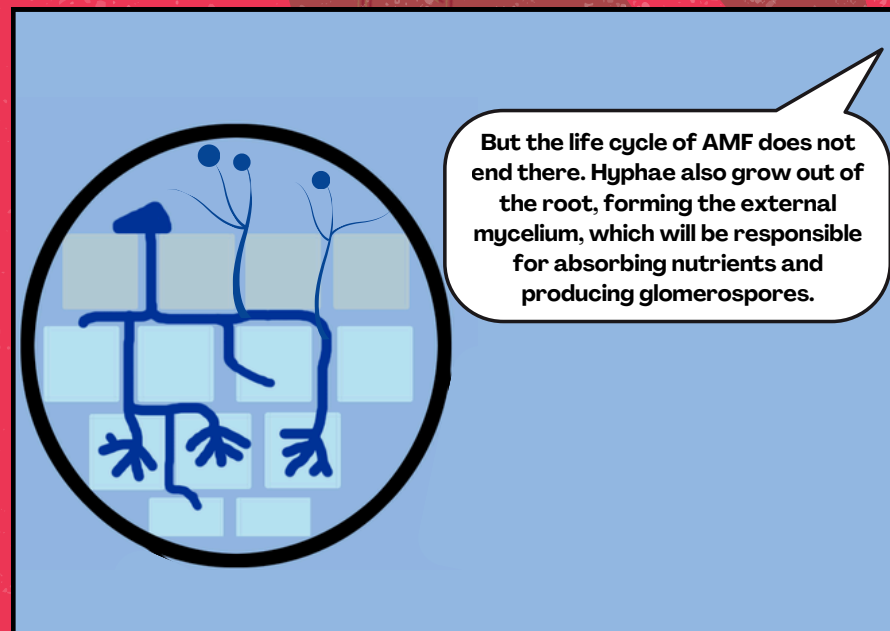 But the life cycle of AMF does not
end there. Hyphae also grow out of
the root, forming the external
mycelium, which will be responsible
for absorbing nutrients and
producing glomerospores.